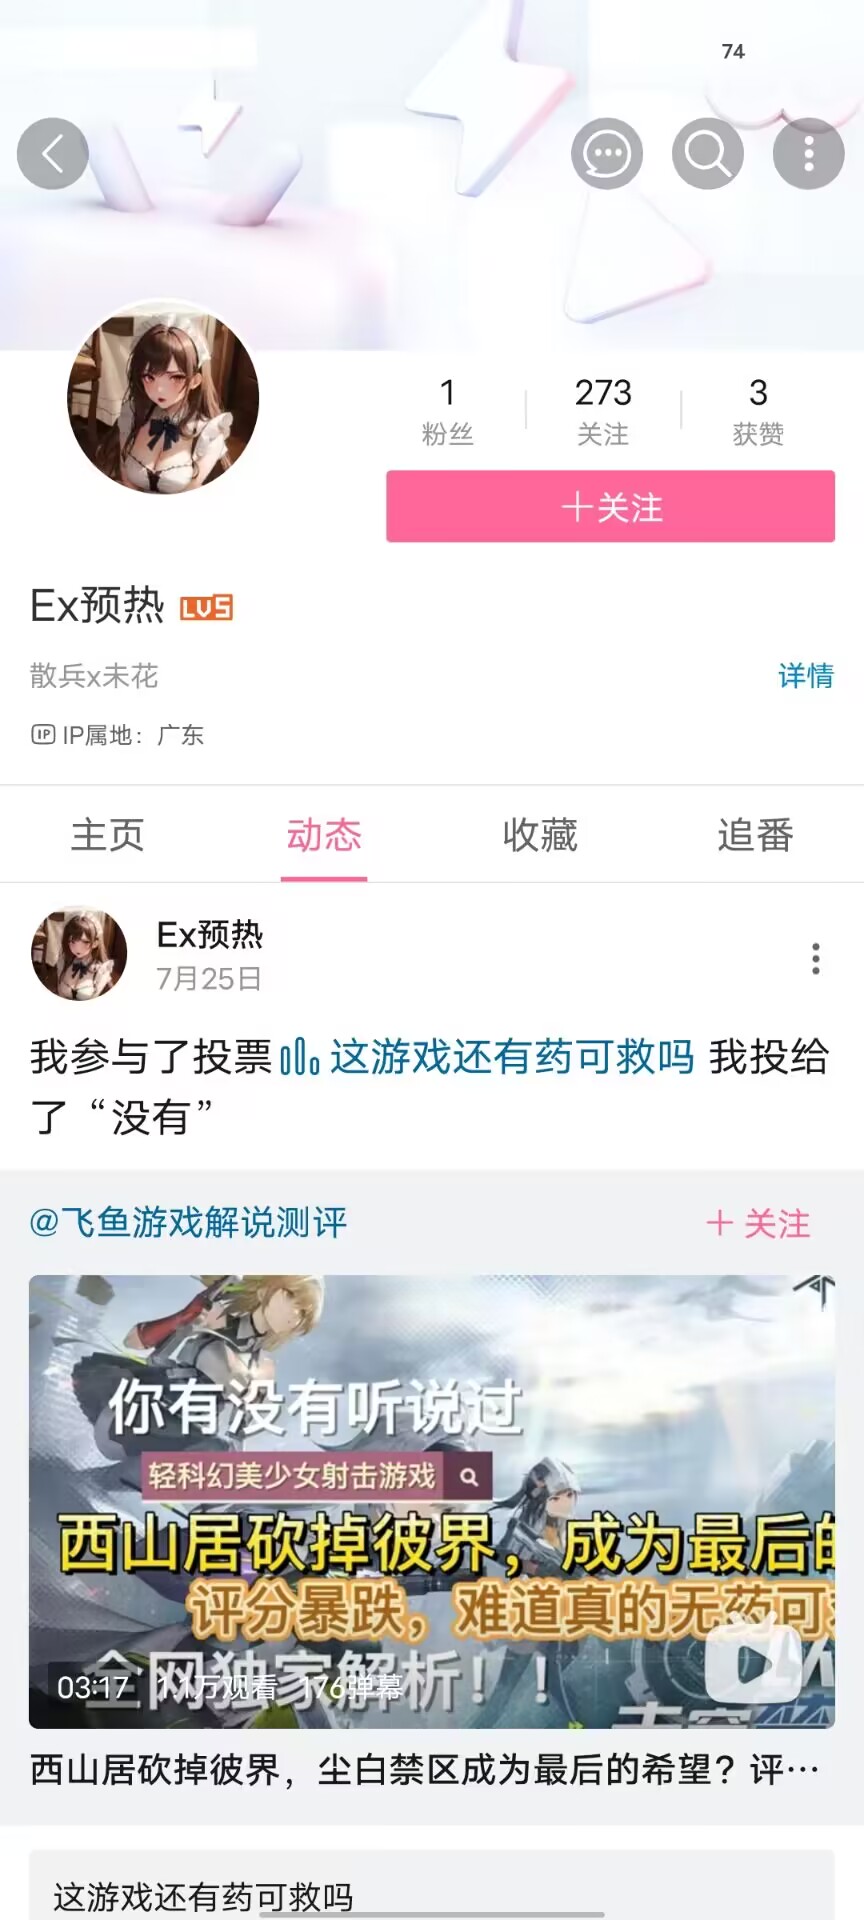 74
1
273
3
粉丝
关注
获赞
十关注
Ex预热 LV5
散兵x未花
详情
IP IP属地：广东
主页
动态
收藏
追番
Ex预热
7月25日
我参与了投票 这游戏还有药可救吗 我投给
了“没有”
@飞鱼游戏解说测评
+ 关注
你有没有听说过
轻科幻美少女射击游戏
西山居砍掉彼界，成为最后的
评分暴跌，难道真的无药可
全网独家解析！！
03:17 1.1万观看 176弹幕
西山居砍掉彼界，尘白禁区成为最后的希望？评…
这游戏还有药可救吗